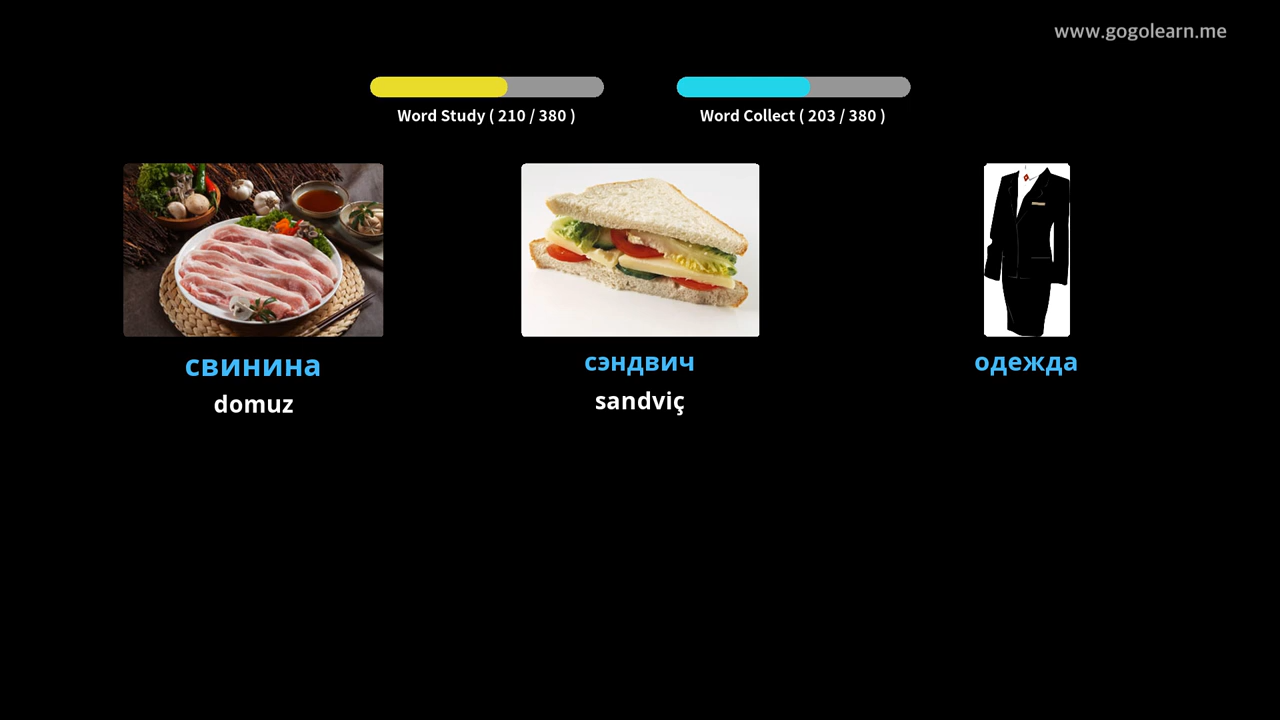 www.gogolearn.me
Word Study ( 210 / 380 )
Word Collect ( 203 / 380 )
свинина
domuz
сэндвич
sandviç
одежда